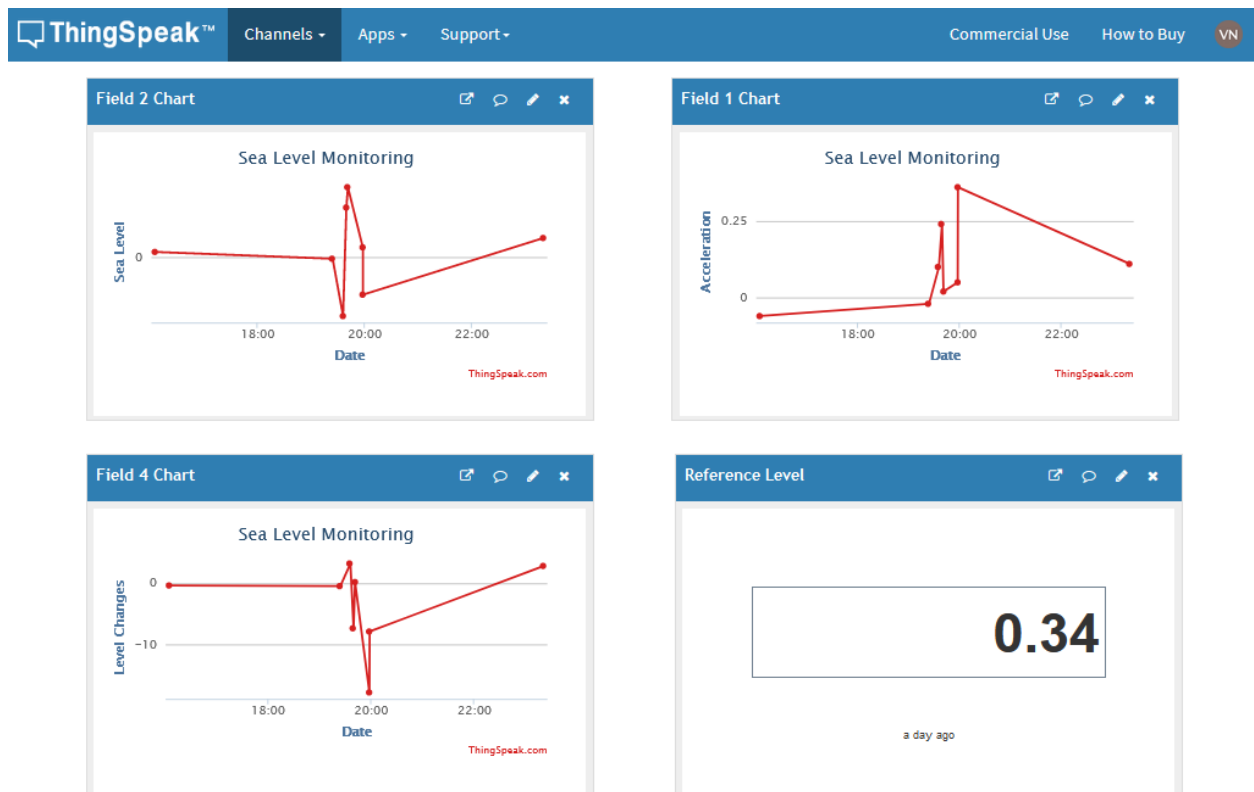 ThingSpeak™ Channels Apps Support Commercial Use How to Buy VN
Field 2 Chart
Sea Level Monitoring
Sea Level
0
18:00 20:00 22:00
Date
ThingSpeak.com
Field 1 Chart
Sea Level Monitoring
Acceleration
0.25
0
18:00 20:00 22:00
Date
ThingSpeak.com
Field 4 Chart
Sea Level Monitoring
Level Changes
0
-10
18:00 20:00 22:00
Date
ThingSpeak.com
Reference Level
0.34
a day ago